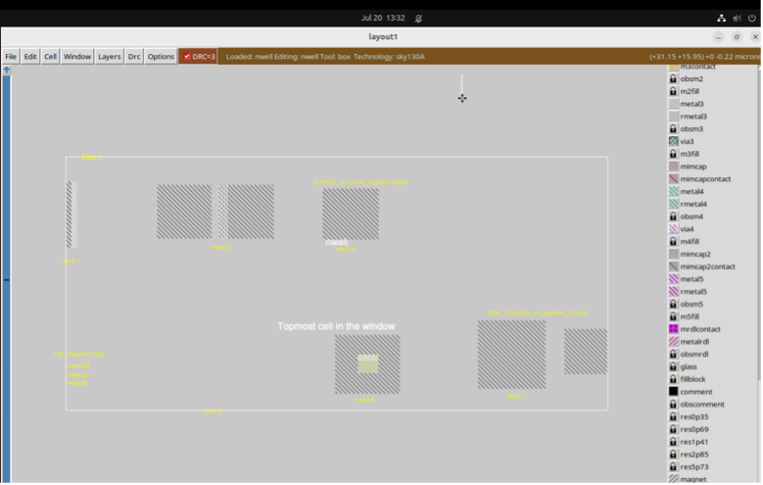 Jul 20 13:32
layout1
File Edit Cell Window Layers Drc Options DRC=3 Loaded: nwell Editing: nwell Tool: box Technology: sky130A (+31.15 +15.95) +0 -0.22 microns
m3contact
obsm2
m2fill
metal3
rmetal3
obsm3
via3
m3fill
mimcap
mimcapcontact
metal4
rmetal4
obsm4
via4
m4fill
mimcap2
mimcap2contact
metal5
rmetal5
obsm5
m5fill
mrdlcontact
metalrdl
obsmrdl
glass
fillblock
comment
obscomment
res0p35
res0p69
res1p41
res2p85
res5p73
magnet
nwell
Topmost cell in the window